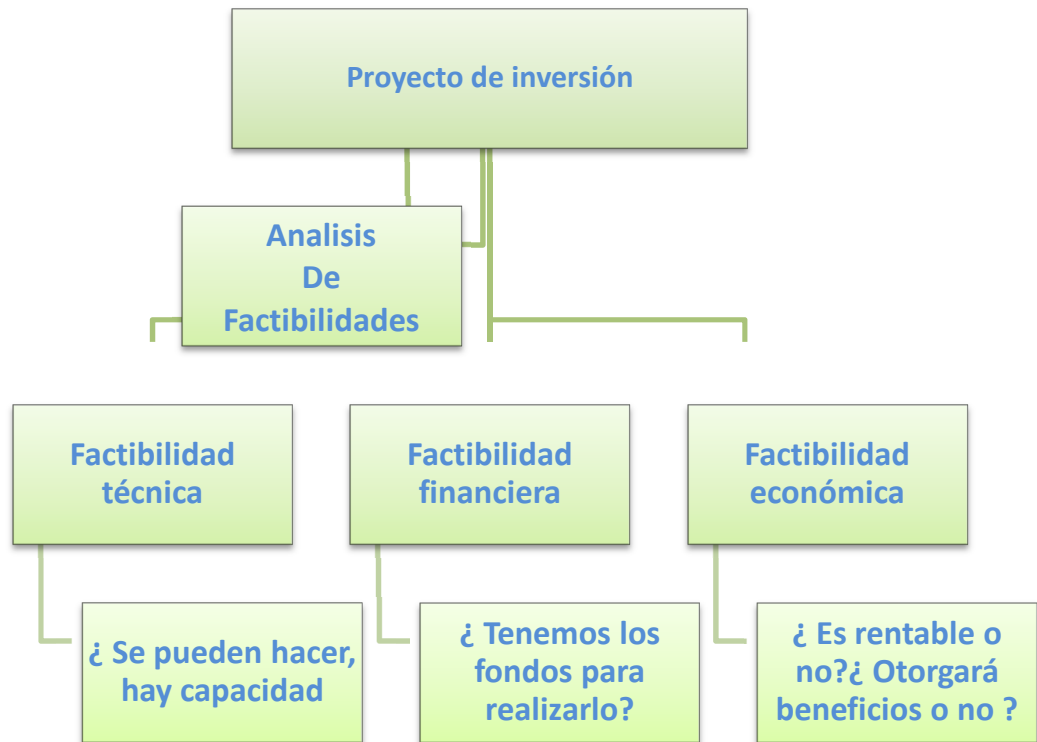 Proyecto de inversión
Analisis
De
Factibilidades
Factibilidad
técnica
Factibilidad
financiera
Factibilidad
económica
¿ Se pueden hacer,
hay capacidad
¿ Tenemos los
fondos para
realizarlo?
¿ Es rentable o
no?¿ Otorgará
beneficios o no ?